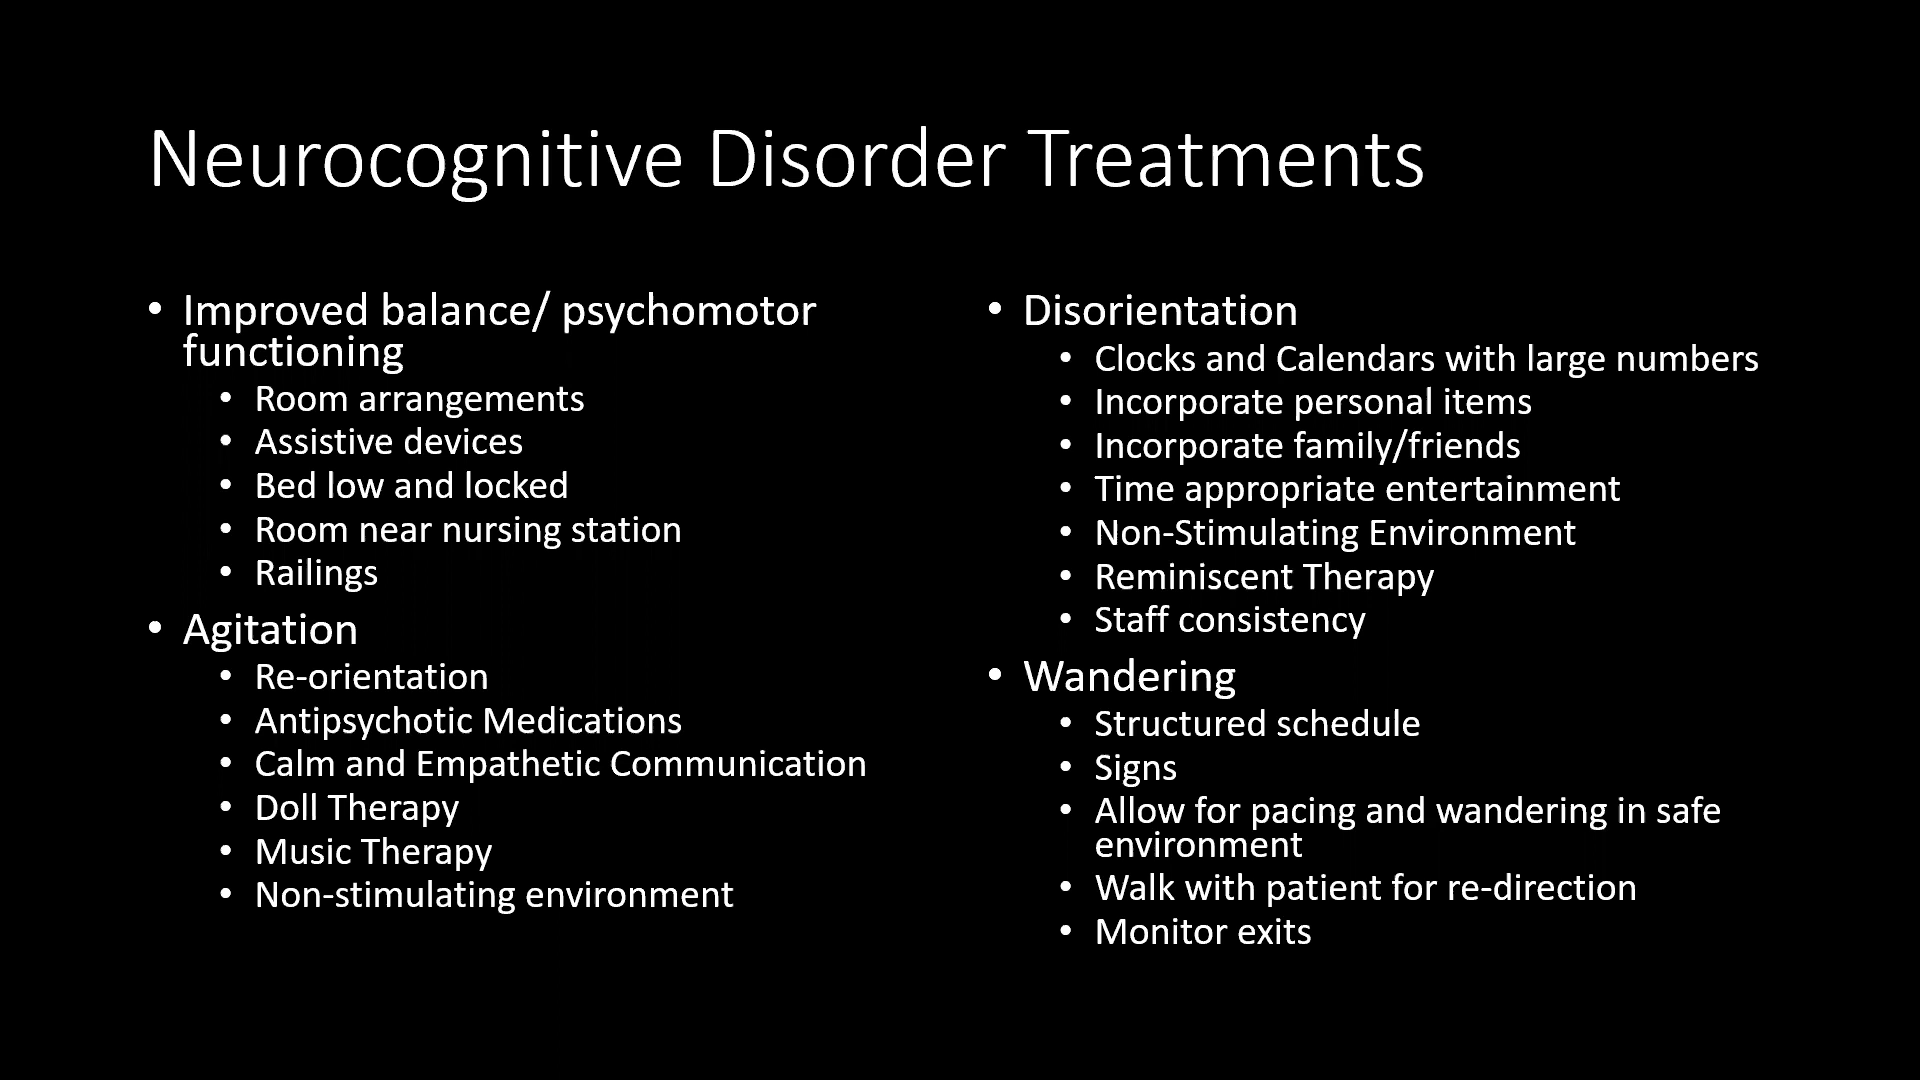 Neurocognitive Disorder Treatments
• Improved balance/ psychomotor
functioning
• Room arrangements
• Assistive devices
• Bed low and locked
• Room near nursing station
• Railings
• Agitation
• Re-orientation
• Antipsychotic Medications
• Calm and Empathetic Communication
• Doll Therapy
• Music Therapy
• Non-stimulating environment
• Disorientation
• Clocks and Calendars with large numbers
• Incorporate personal items
• Incorporate family/friends
• Time appropriate entertainment
• Non-Stimulating Environment
• Reminiscent Therapy
• Staff consistency
• Wandering
• Structured schedule
• Signs
• Allow for pacing and wandering in safe
environment
• Walk with patient for re-direction
• Monitor exits